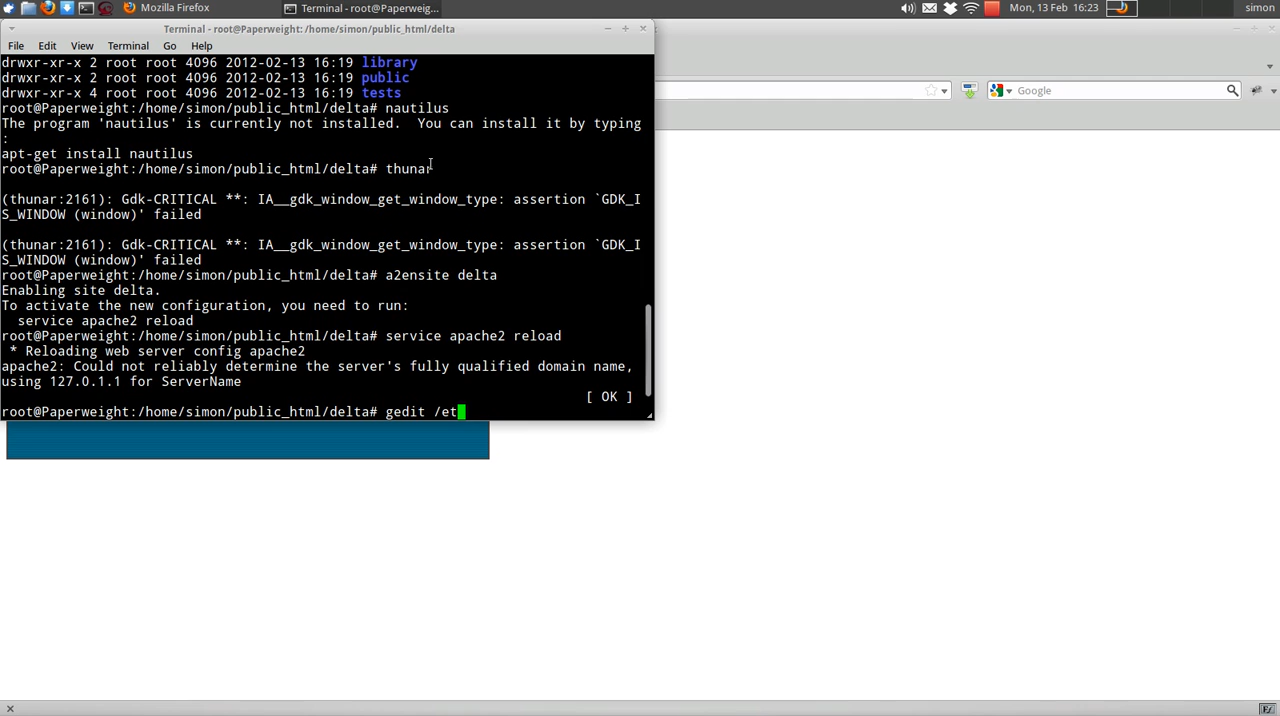 Mozilla Firefox
Terminal - root@Paperweig...
Mon, 13 Feb 16:23
simon
Terminal - root@Paperweight: /home/simon/public_html/delta
File Edit View Terminal Go Help
Google
drwxr-xr-x 2 root root 4096 2012-02-13 16:19 library
drwxr-xr-x 2 root root 4096 2012-02-13 16:19 public
drwxr-xr-x 4 root root 4096 2012-02-13 16:19 tests
root@Paperweight:/home/simon/public_html/delta# nautilus
The program 'nautilus' is currently not installed.  You can install it by typing
:
apt-get install nautilus
root@Paperweight:/home/simon/public_html/delta# thunar
(thunar:2161): Gdk-CRITICAL **: IA__gdk_window_get_window_type: assertion `GDK_I
S_WINDOW (window)' failed
(thunar:2161): Gdk-CRITICAL **: IA__gdk_window_get_window_type: assertion `GDK_I
S_WINDOW (window)' failed
root@Paperweight:/home/simon/public_html/delta# a2ensite delta
Enabling site delta.
To activate the new configuration, you need to run:
  service apache2 reload
root@Paperweight:/home/simon/public_html/delta# service apache2 reload
 * Reloading web server config apache2
apache2: Could not reliably determine the server's fully qualified domain name,
using 127.0.1.1 for ServerName
[ OK ]
root@Paperweight:/home/simon/public_html/delta# gedit /et